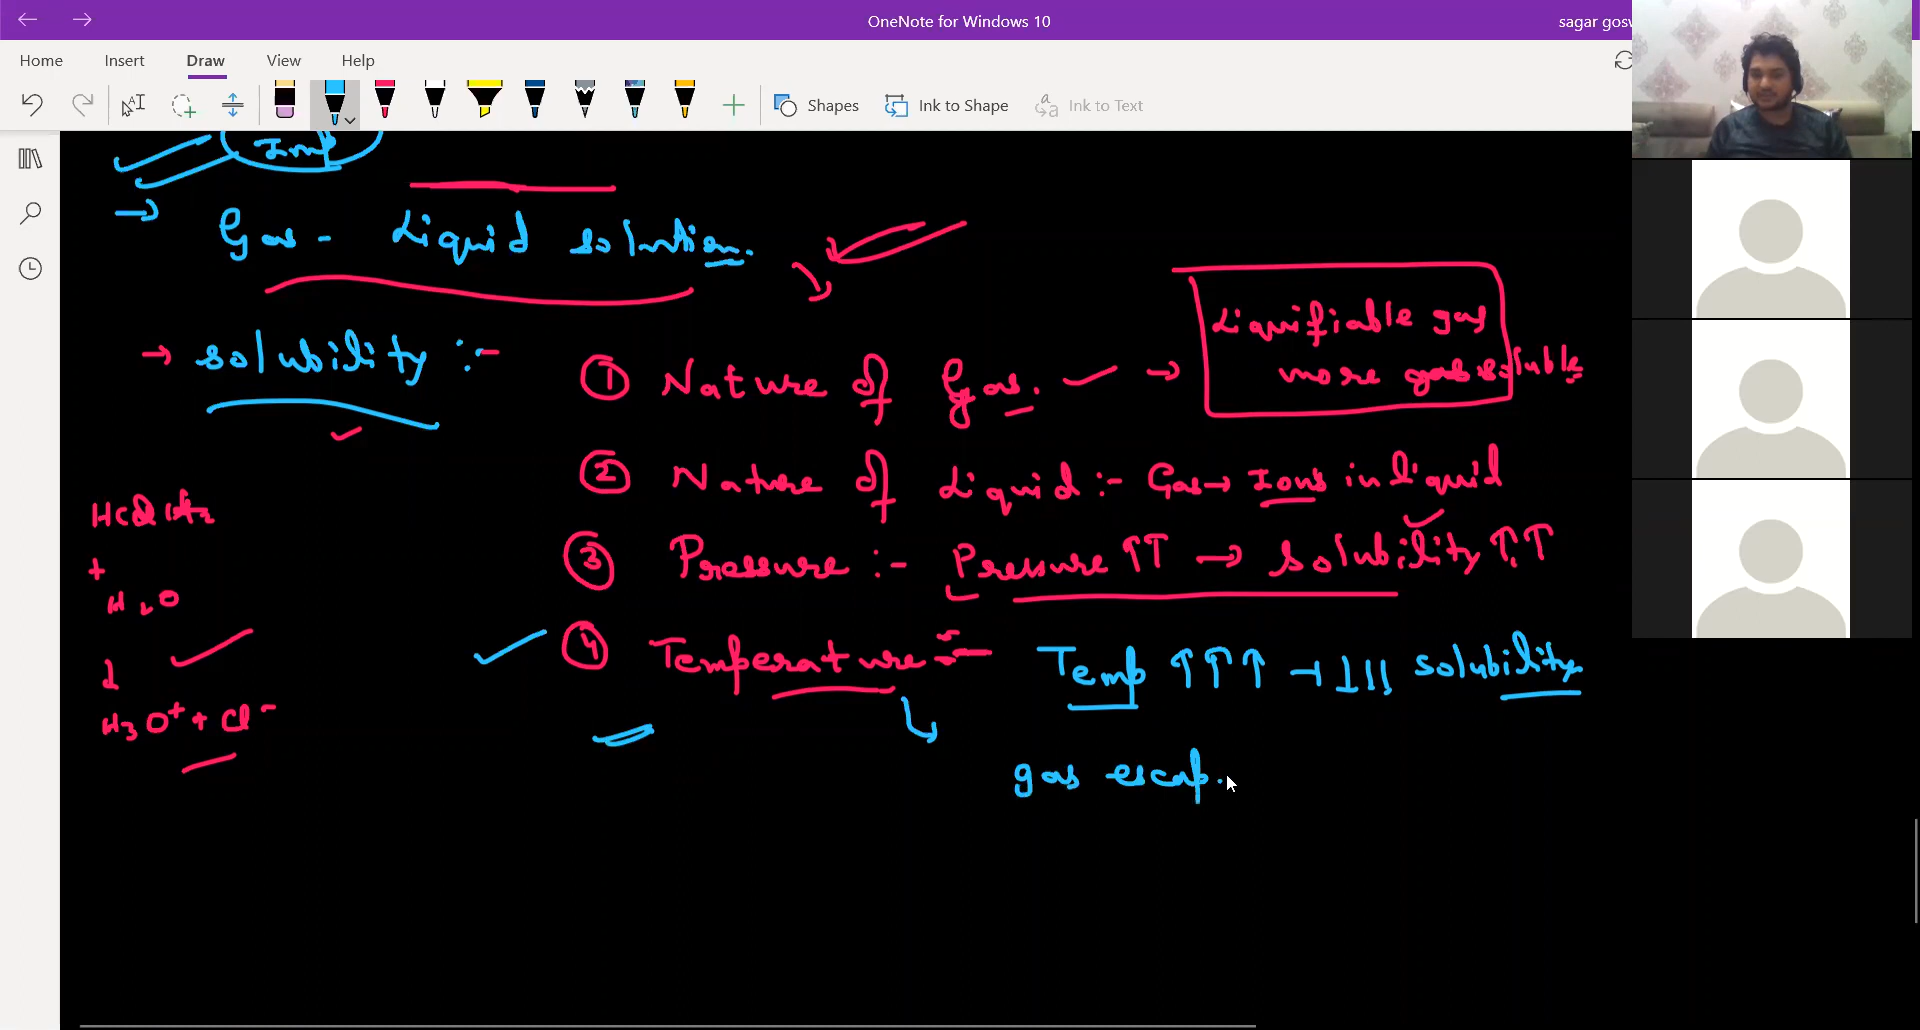 OneNote for Windows 10
sagar gosw
Home Insert Draw View Help
Shapes Ink to Shape Ink to Text
Imp
→ Gas - Liquid solution.
→ solubility :-
① Nature of Gas. → Liquifiable gas
more soluble
② Nature of Liquid :- Gas → Ions in liquid
③ Pressure :- Pressure ↑↑ → solubility ↑↑
④ Temperature :- Temp ↑↑↑ → ↓↓↓ solubility
gas escap.
HCl
+
H2O
↓
H3O+ + Cl-